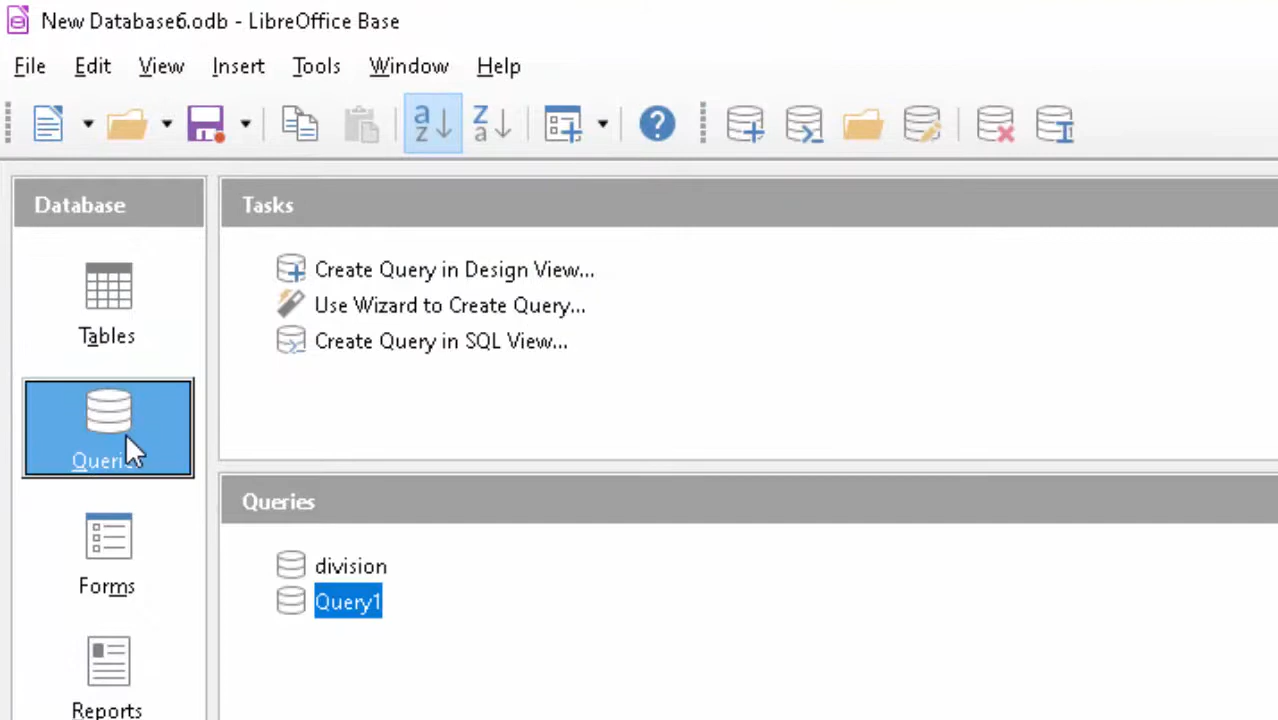 New Database6.odb - LibreOffice Base
File Edit View Insert Tools Window Help
Database
Tasks
Create Query in Design View...
Use Wizard to Create Query...
Create Query in SQL View...
Tables
Queries
Forms
Reports
Queries
division
Query1